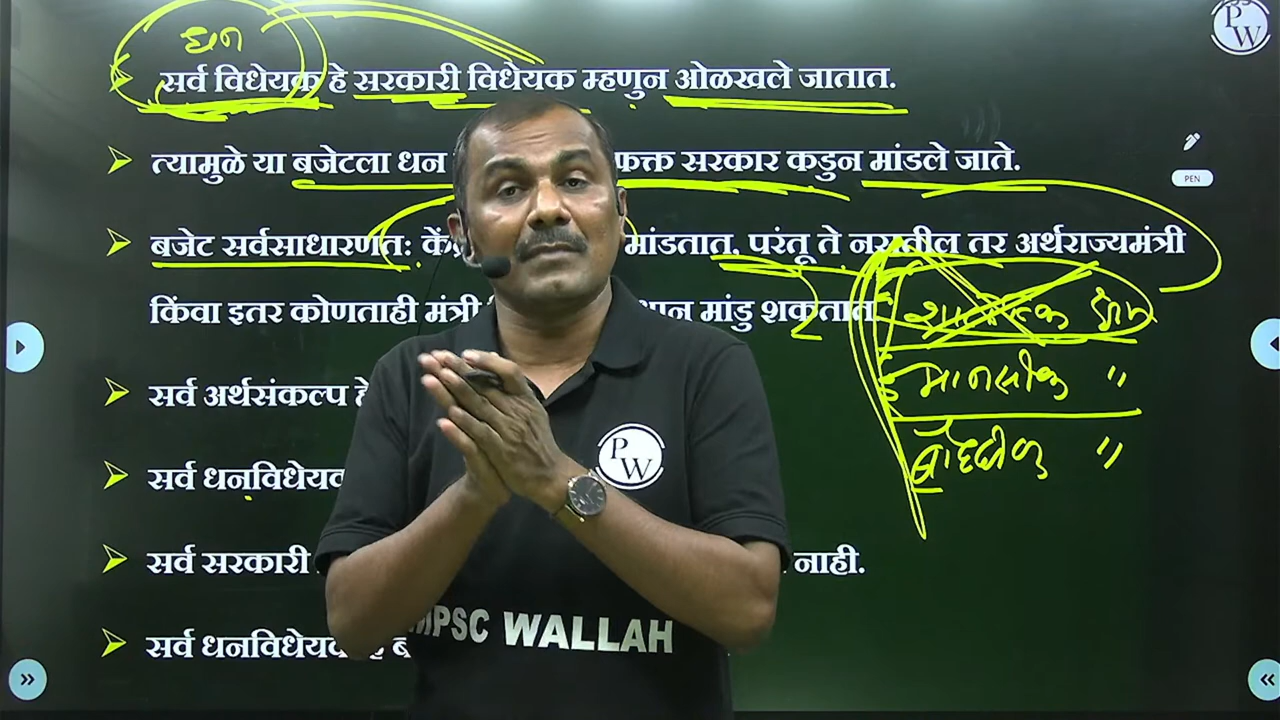 धन
सर्व विधेयक हे सरकारी विधेयक म्हणुन ओळखले जातात.
त्यामुळे या बजेटला धन फक्त सरकार कडुन मांडले जाते.
बजेट सर्वसाधारणत: मांडतात, परंतू ते नसतील तर अर्थराज्यमंत्री
किंवा इतर कोणताही मंत्री मांडु शकतात
मानसीक "
बौद्धीक "
सर्व अर्थसंकल्प हे
सर्व धनविधेयक
सर्व सरकारी नाही.
सर्व धनविधेयक हे
PW
PEN
PW
MPSC WALLAH